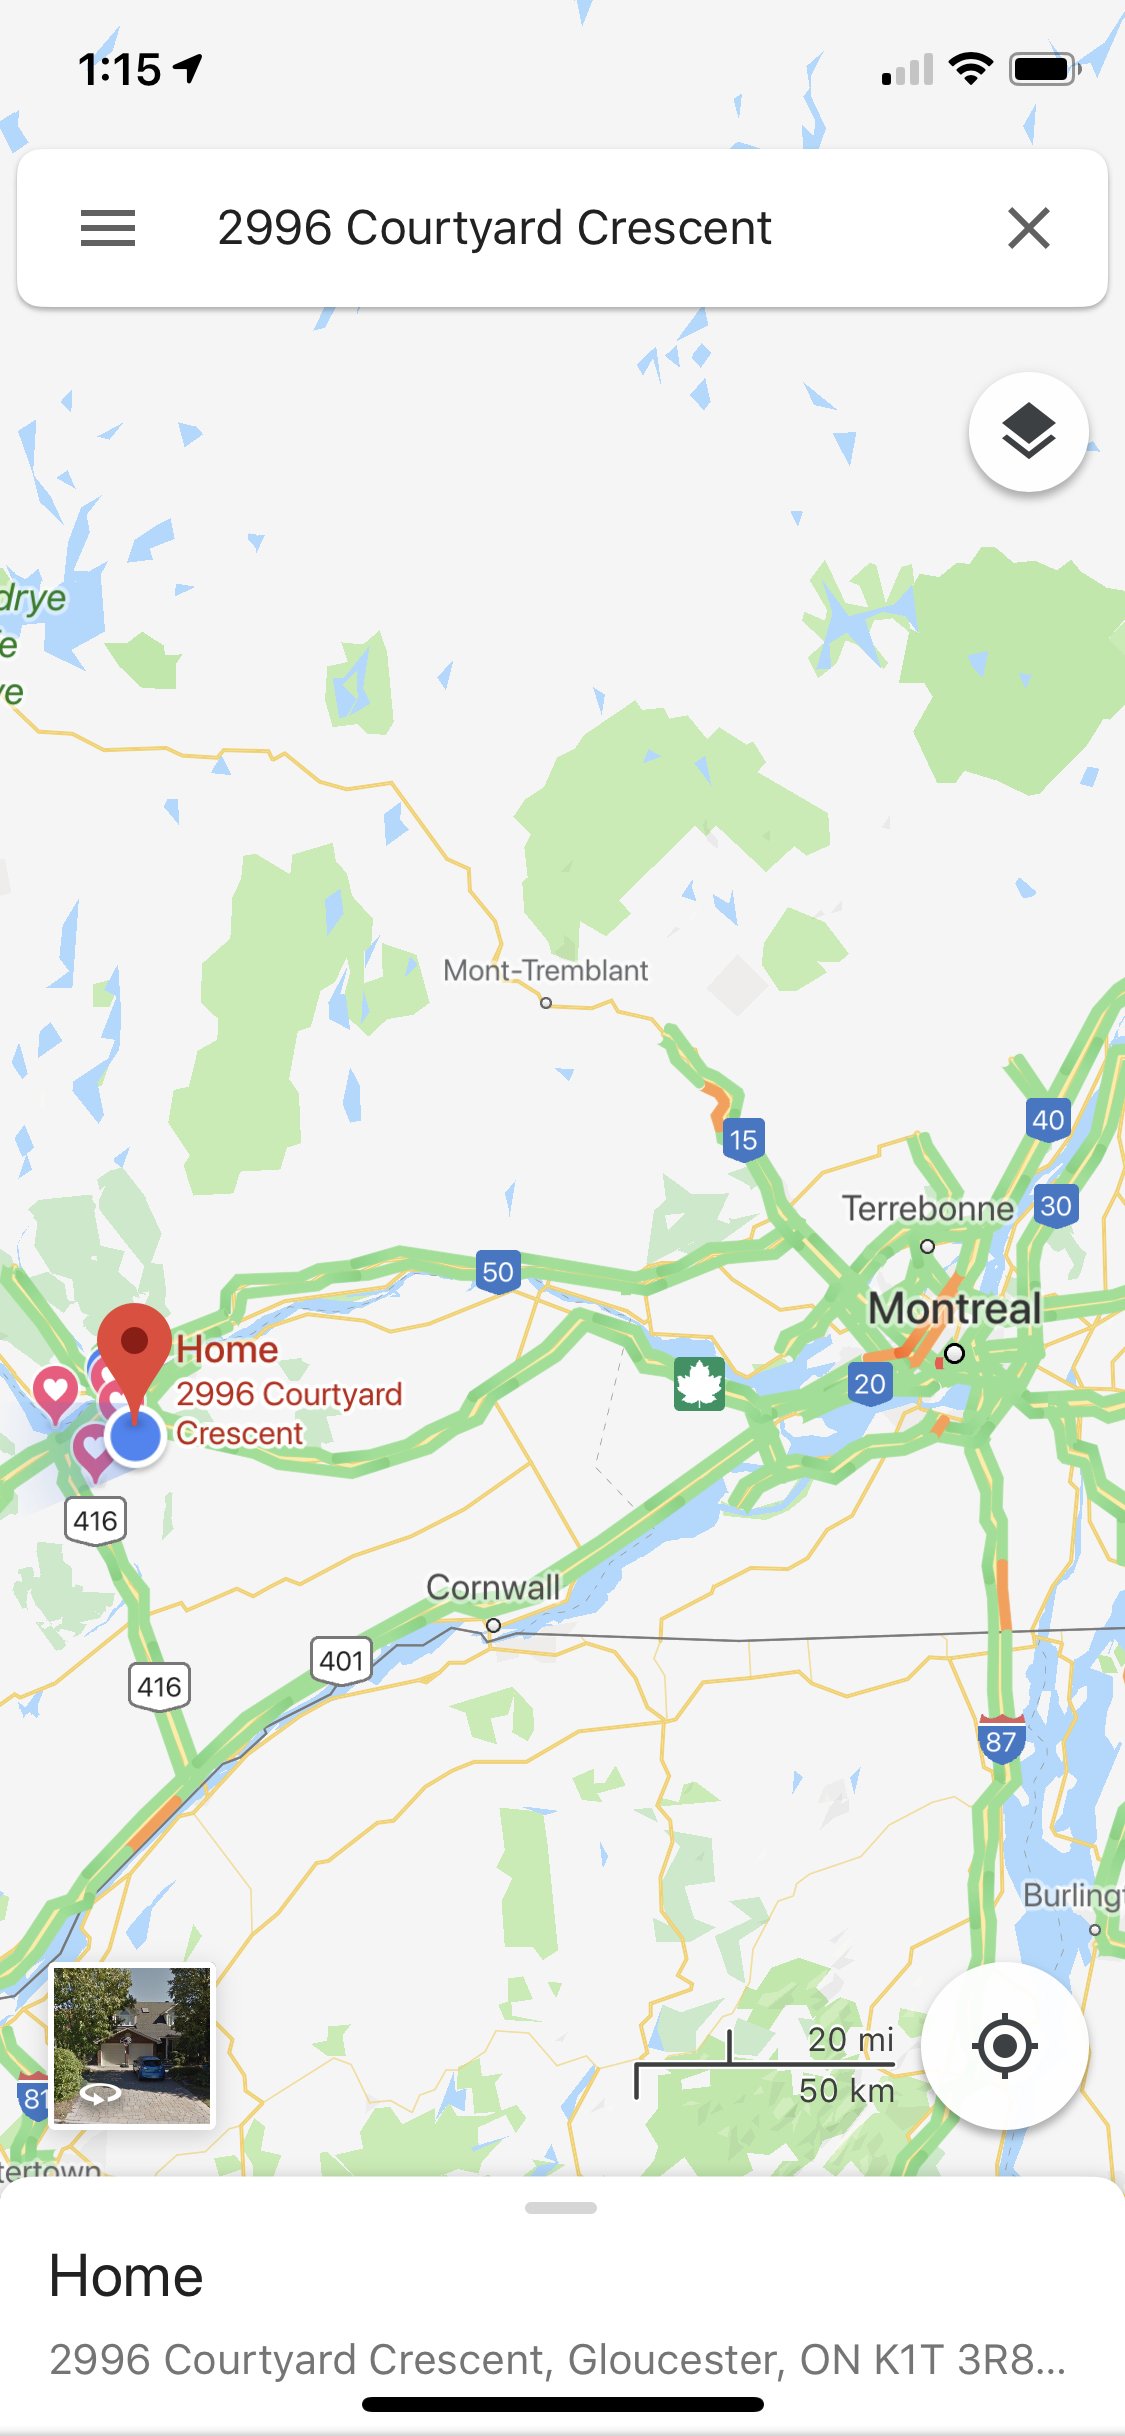 1:15
2996 Courtyard Crescent
drye
e
ve
Mont-Tremblant
15
40
30
Terrebonne
50
Montreal
Home
2996 Courtyard
Crescent
20
416
Cornwall
401
416
87
Burlingt
20 mi
50 km
81
tertown
Home
2996 Courtyard Crescent, Gloucester, ON K1T 3R8...